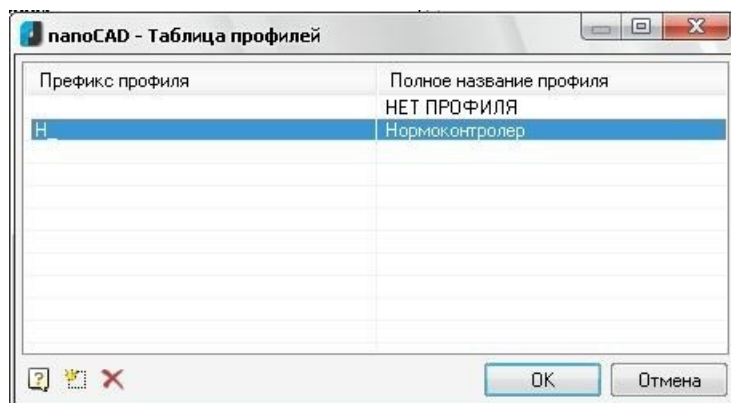 nanoCAD - Таблица профилей
Префикс профиля Полное название профиля
НЕТ ПРОФИЛЯ
Н_ Нормоконтролер
OK Отмена